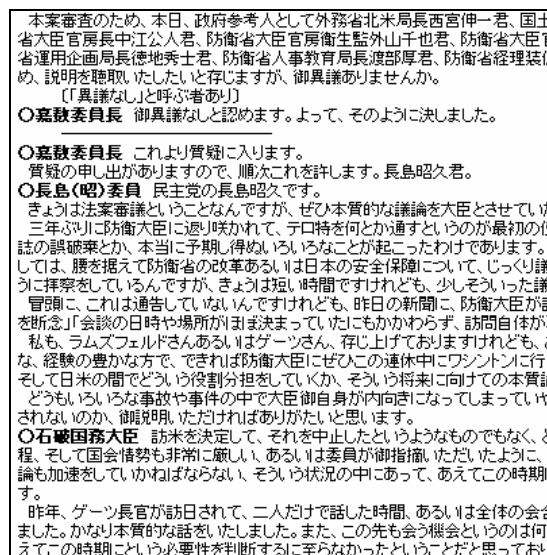 本案審査のため、本日、政府参考人として外務省北米局長西宮伸一君、国土
省大臣官房長中江公人君、防衛省大臣官房衛生監外山千也君、防衛省大臣官
省運用企画局長徳地秀士君、防衛省人事教育局長渡部厚君、防衛省経理装備
め、説明を聴取いたしたいと存じますが、御異議ありませんか。
〔「異議なし」と呼ぶ者あり〕
○嘉数委員長 御異議なしと認めます。よって、そのように決しました。
○嘉数委員長 これより質疑に入ります。
質疑の申し出がありますので、順次これを許します。長島昭久君。
○長島(昭)委員 民主党の長島昭久です。
きょうは法案審議ということなんですが、ぜひ本質的な議論を大臣とさせていた
三年ぶりに防衛大臣に返り咲かれて、テロ特を何とか通すというのが最初の
誌の誤破棄とか、本当に予期し得ぬいろいろなことが起こったわけであります。
しては、腰を据えて防衛省の改革あるいは日本の安全保障について、じっくり議
うに拝察をしているんですが、きょうは短い時間ですけれども、少しそういった議
冒頭に、これは通告していないんですけれども、昨日の新聞に、防衛大臣が訪
を断念」「会談の日時や場所がほぼ決まっていたにもかかわらず、訪問自体が
私も、ラムズフェルドさんあるいはゲーツさん、存じ上げておりますけれども、
な、経験の豊かな方で、できれば防衛大臣にぜひこの連休中にワシントンに行
そして日米の間でどういう役割分担をしていくか、そういう将来に向けての本質
どうもいろいろな事故や事件の中で大臣御自身が内向きになってしまってい
されないのか、御説明いただければありがたいと思います。
○石破国務大臣 訪米を決定して、それを中止したというようなものでもなく、
程、そして国会情勢も非常に厳しい、あるいは委員が御指摘いただいたように、
論も加速をしていかねばならない、そういう状況の中にあって、あえてこの時期
す。
昨年、ゲーツ長官が訪日されて、二人だけで話した時間、あるいは全体の会
ました。かなり本質的な話をいたしました。また、この先も会う機会というのは何
えてこの時期にという必要性を判断するに至らなかったということだと思ってお